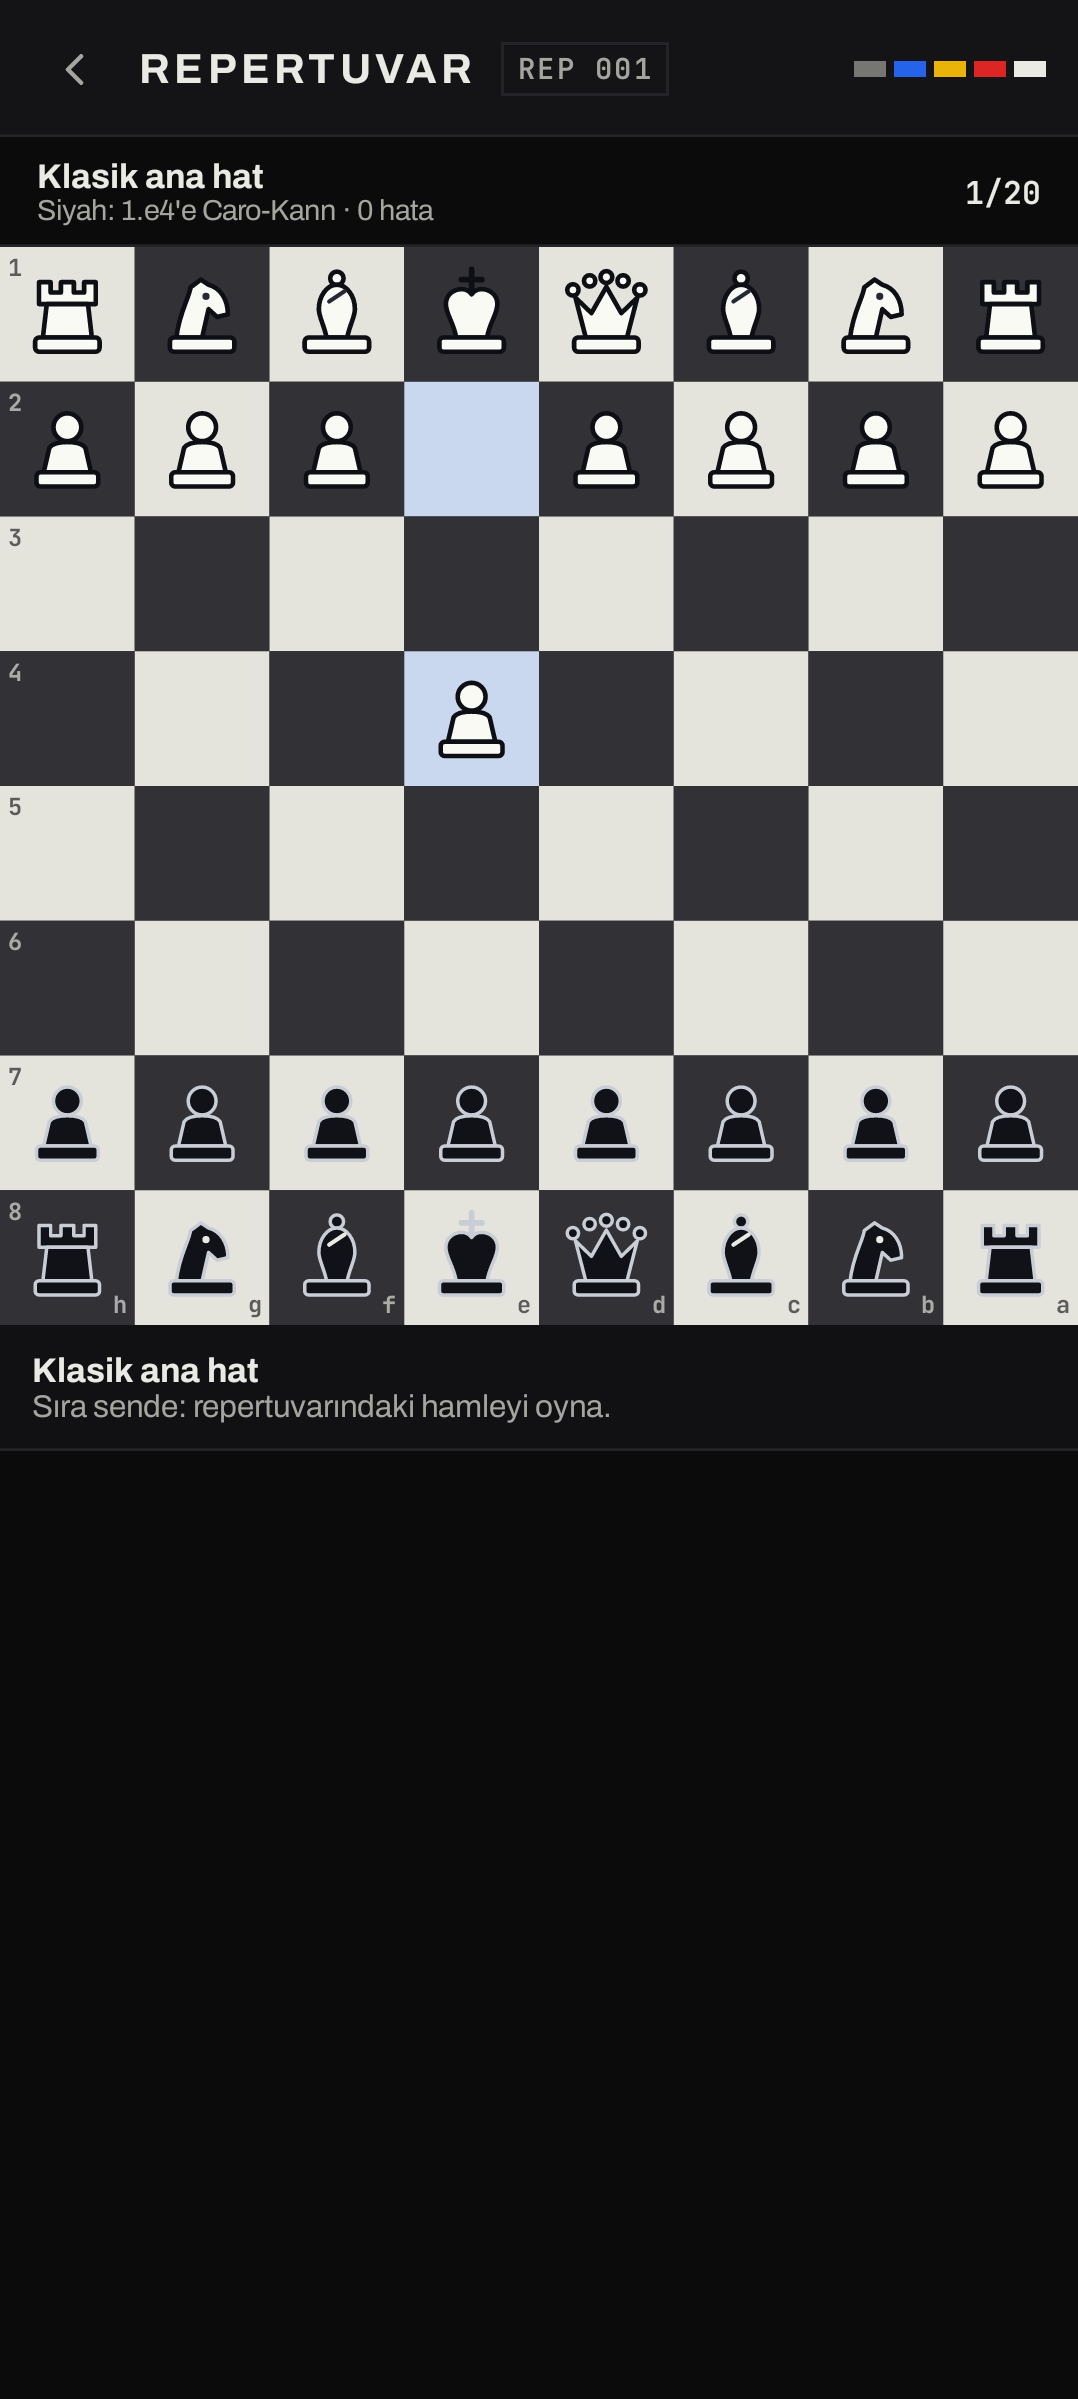 REPERTUVAR REP 001
Klasik ana hat
Siyah: 1.e4'e Caro-Kann · 0 hata
1/20
1
2
3
4
5
6
7
8
h g f e d c b a
Klasik ana hat
Sıra sende: repertuvarındaki hamleyi oyna.